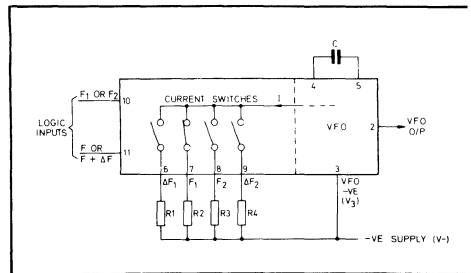 C
4 5
F1 OR F2
10
CURRENT SWITCHES I
LOGIC
INPUTS
VFO
2
VFO
O/P
F OR
F + ΔF
11
6 7 8 9 3
ΔF1 F1 F2 ΔF2 VFO
-VE
(V3)
R1 R2 R3 R4
-VE SUPPLY (V-)